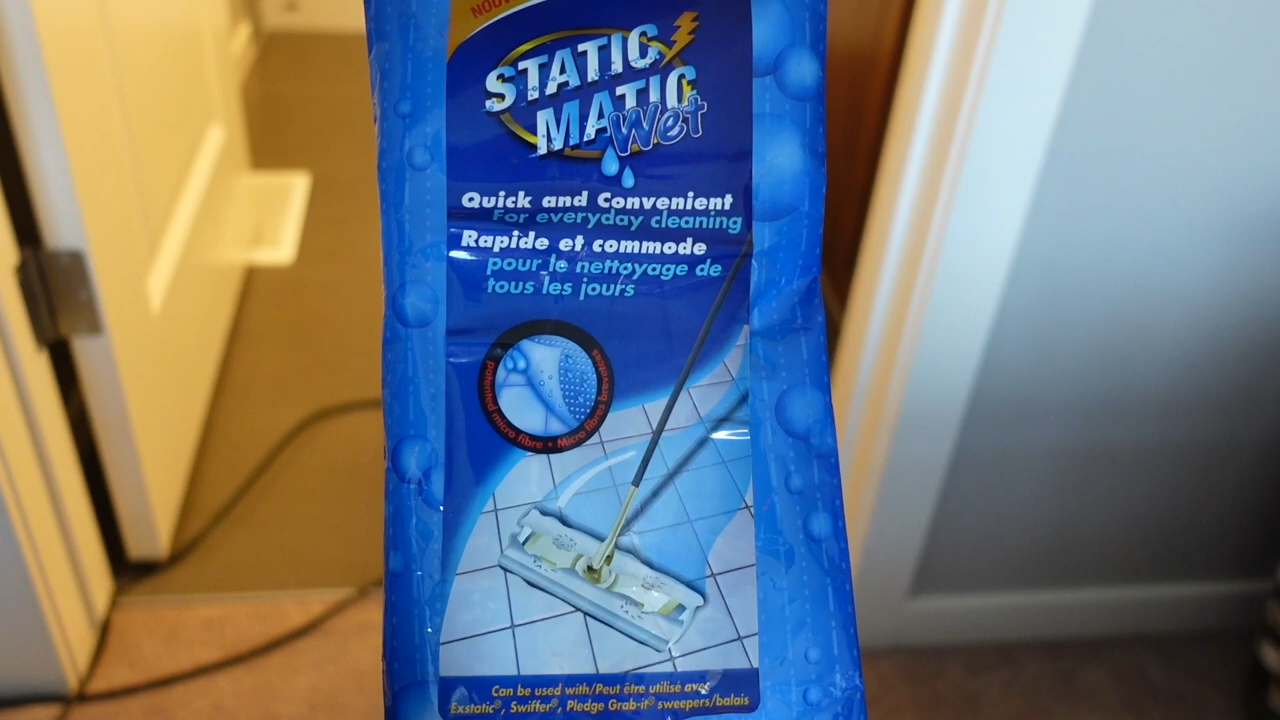 STATIC
MATIC
Wet
Quick and Convenient
For everyday cleaning
Rapide et commode
pour le nettoyage de
tous les jours
patented micro fibre • Micro fibres brevetées
Can be used with/Peut être utilisé avec
Exstatic®, Swiffer®, Pledge Grab-it® sweepers/balais